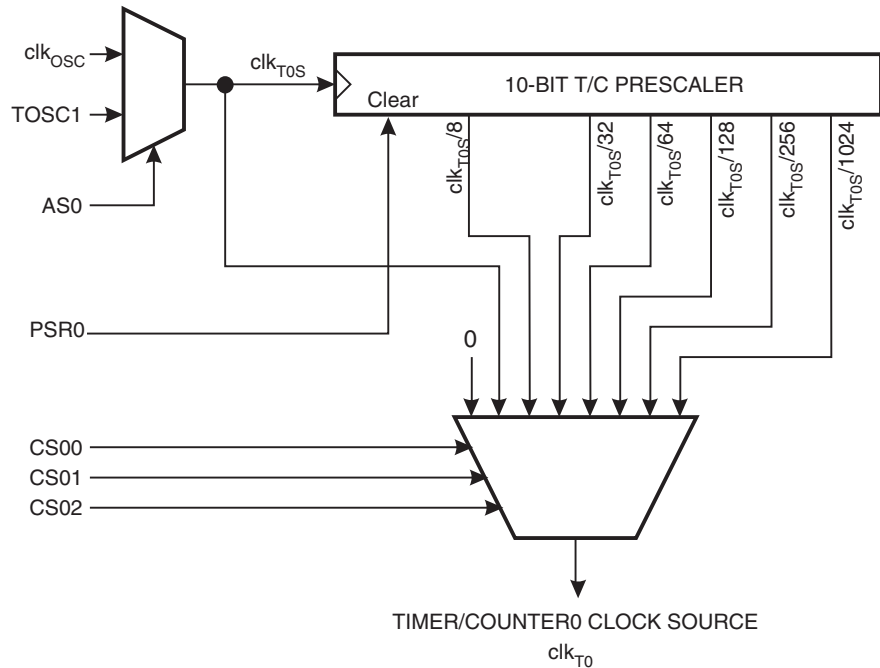 clkOSC
clkT0S
10-BIT T/C PRESCALER
TOSC1
Clear
AS0
clkT0S/8
clkT0S/32
clkT0S/64
clkT0S/128
clkT0S/256
clkT0S/1024
PSR0
0
CS00
CS01
CS02
TIMER/COUNTER0 CLOCK SOURCE
clkT0